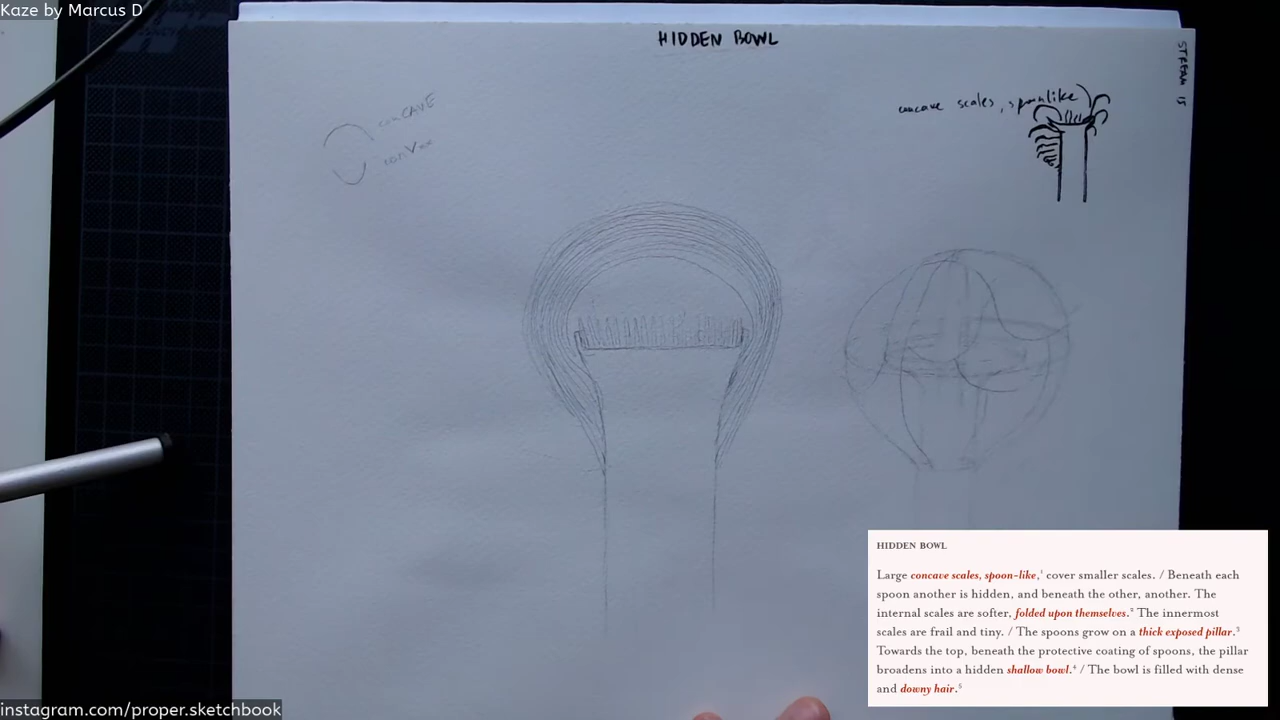 Kaze by Marcus D
HIDDEN BOWL
STREAM 15
conCAVE
conVex
concave scales, spoonlike
HIDDEN BOWL
Large concave scales, spoon-like,¹ cover smaller scales. / Beneath each
spoon another is hidden, and beneath the other, another. The
internal scales are softer, folded upon themselves.² The innermost
scales are frail and tiny. / The spoons grow on a thick exposed pillar.³
Towards the top, beneath the protective coating of spoons, the pillar
broadens into a hidden shallow bowl.⁴ / The bowl is filled with dense
and downy hair.⁵
instagram.com/proper.sketchbook